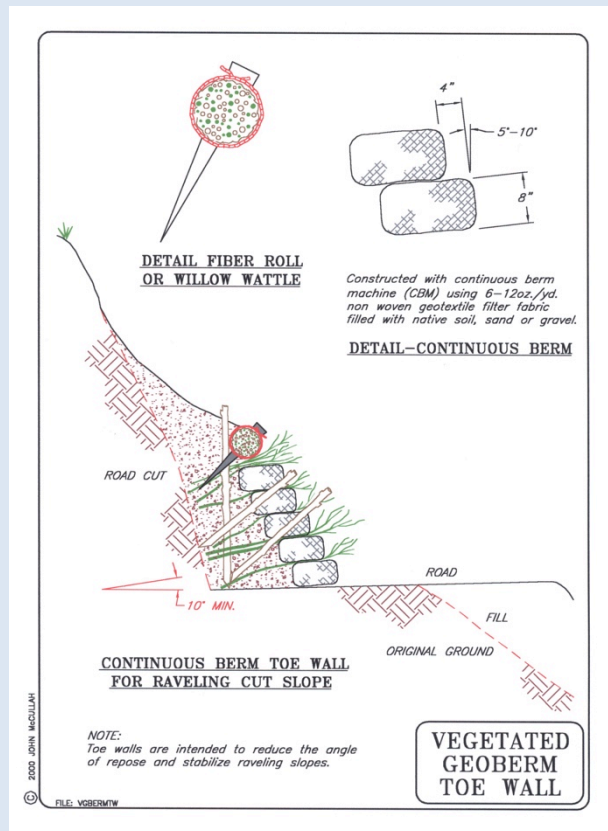 4"
5°-10°
8"
DETAIL FIBER ROLL
OR WILLOW WATTLE
Constructed with continuous berm
machine (CBM) using 6-12oz./yd.
non woven geotextile filter fabric
filled with native soil, sand or gravel.
DETAIL-CONTINUOUS BERM
ROAD CUT
ROAD
10° MIN.
FILL
ORIGINAL GROUND
CONTINUOUS BERM TOE WALL
FOR RAVELING CUT SLOPE
NOTE:
Toe walls are intended to reduce the angle
of repose and stabilize raveling slopes.
VEGETATED
GEOBERM
TOE WALL
© 2000 JOHN McCULLAH
FILE: VGBERMTW